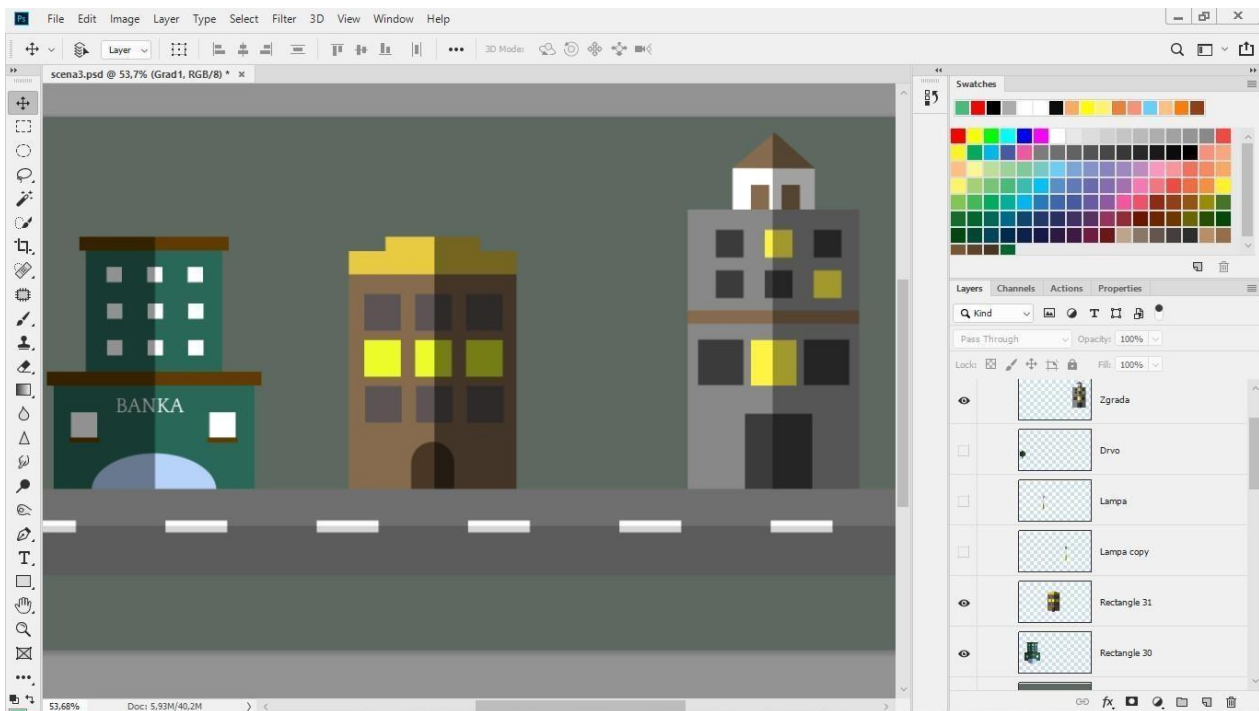 Ps File Edit Image Layer Type Select Filter 3D View Window Help
Layer 3D Mode:
scena3.psd @ 53,7% (Grad1, RGB/8) * ×
Swatches
BANKA
Layers Channels Actions Properties
Kind
Pass Through Opacity: 100%
Lock: Fill: 100%
Zgrada
Drvo
Lampa
Lampa copy
Rectangle 31
Rectangle 30
53,68% Doc: 5,93M/40,2M
fx